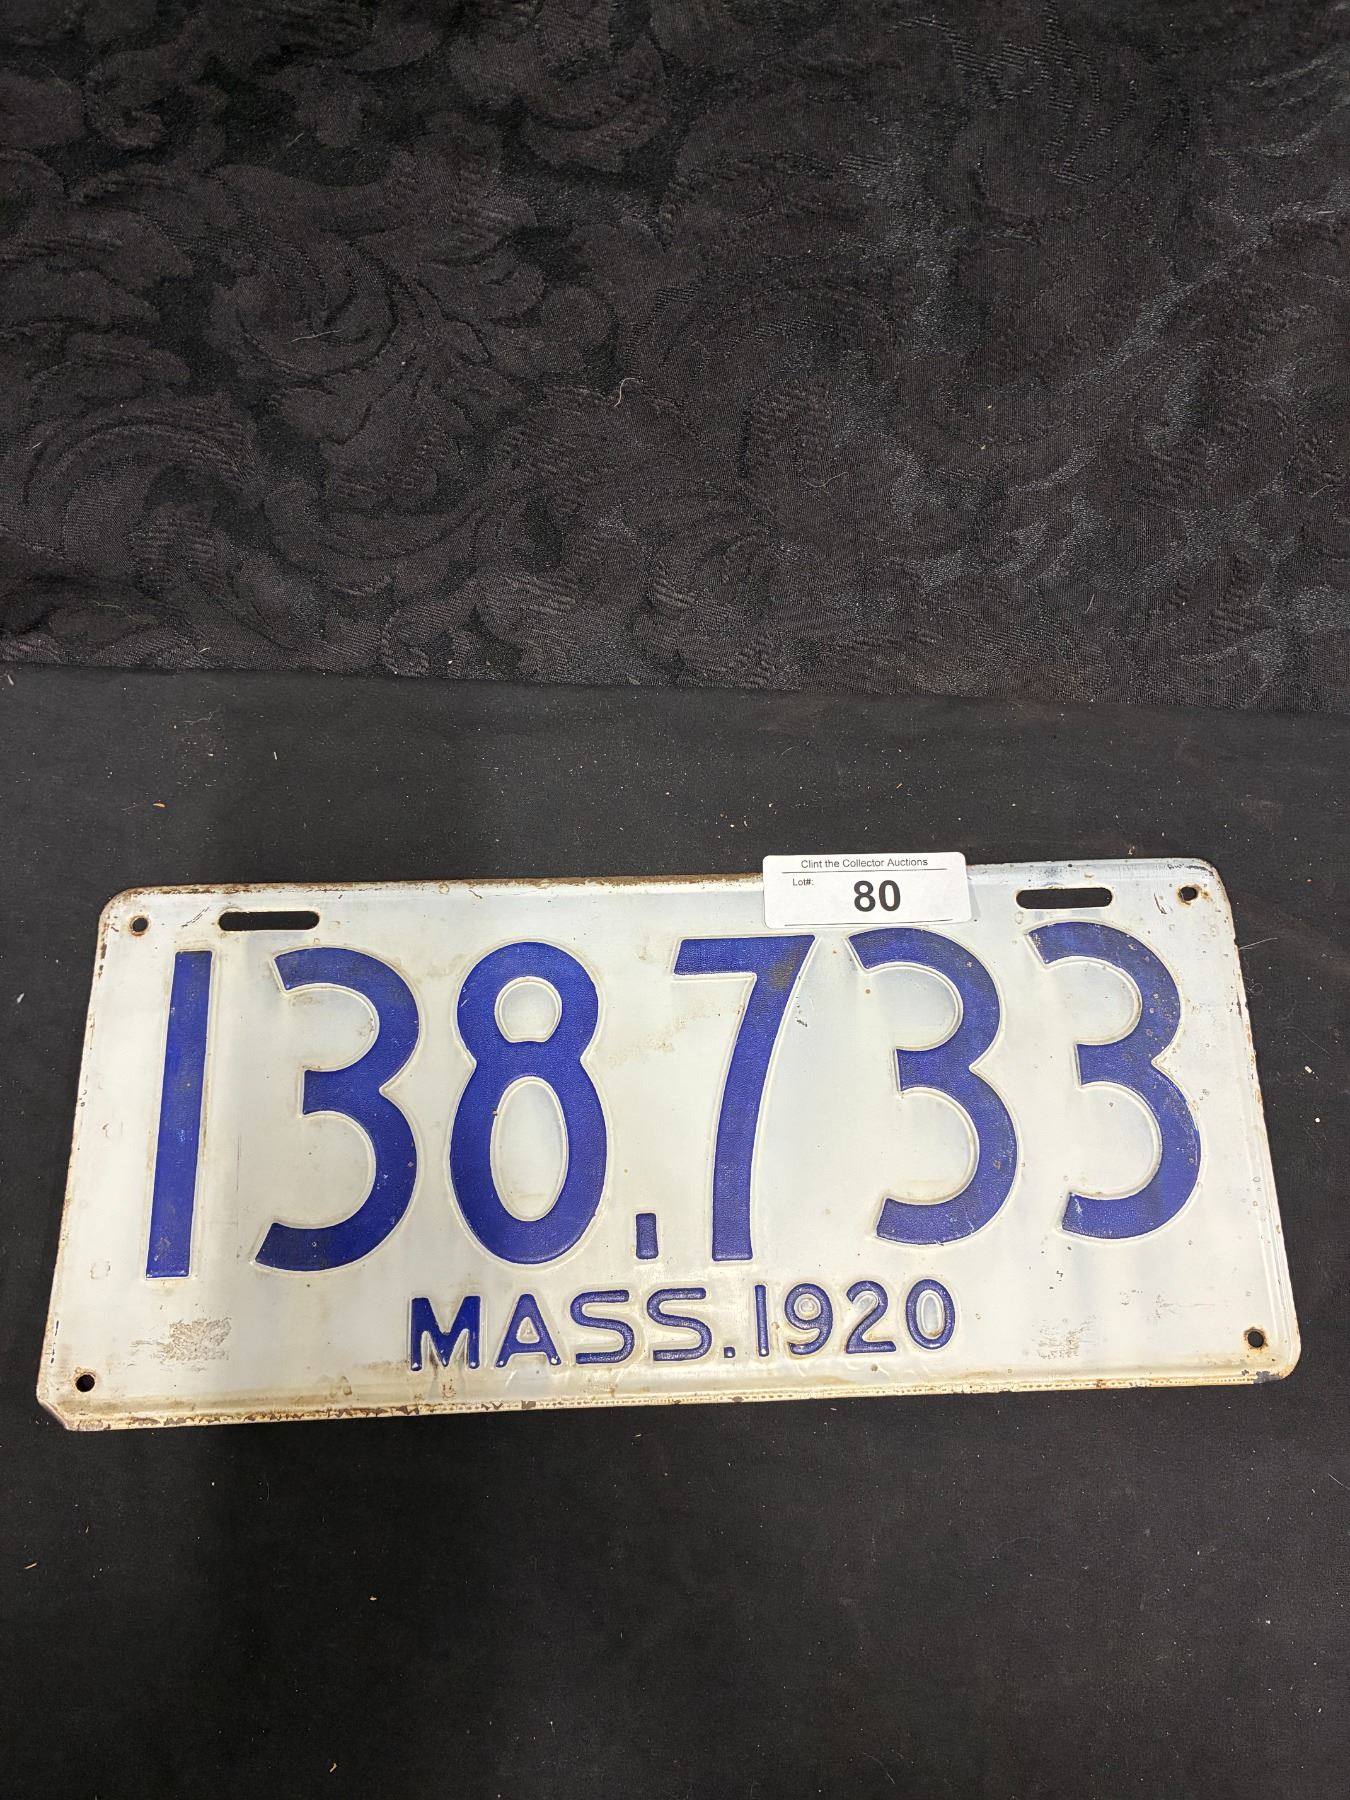 Clint the Collector Auctions
Lot#:
80
138.733
MASS.1920